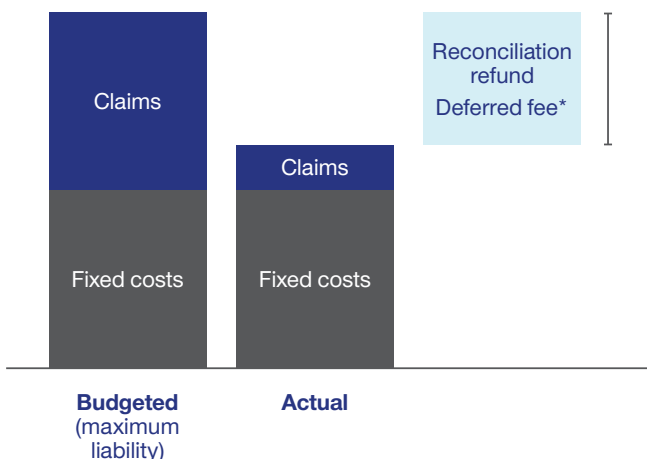 Claims
Fixed costs
Claims
Fixed costs
Reconciliation
refund
Deferred fee*
Budgeted
(maximum
liability)
Actual